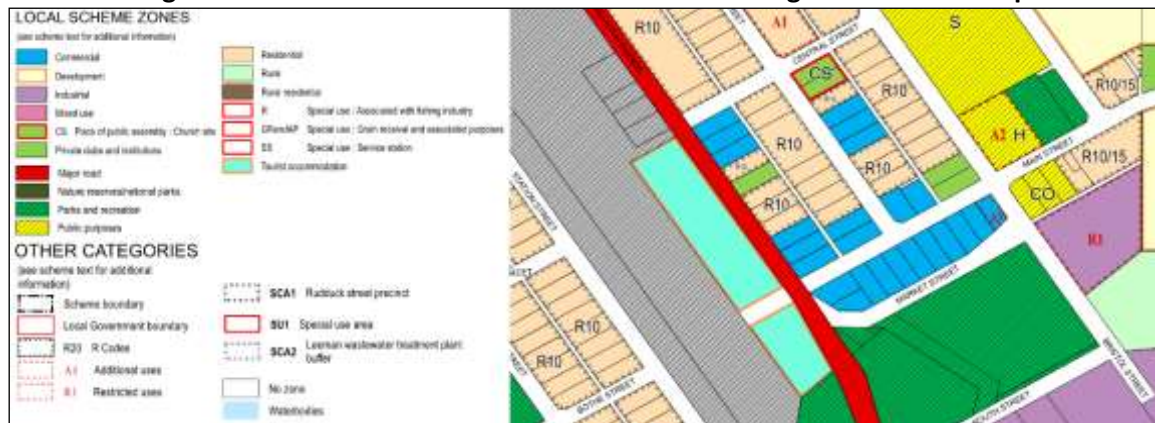 LOCAL SCHEME ZONES
(see scheme text for additional information)
Commercial
Development
Industrial
Mixed use
CS Place of public assembly : Church site
Private clubs and institutions
Major road
Nature reserves/national parks
Parks and recreation
Public purposes
Residential
Rural
Rural residential
Special use : Associated with fishing industry
Special use : Grain receival and associated purposes
SS Special use : Service station
Tourist accommodation
OTHER CATEGORIES
(see scheme text for additional
information)
Scheme boundary
Local Government boundary
R20 R Codes
A1 Additional uses
R1 Restricted uses
SCA1 Rudduck street precinct
SU1 Special use area
SCA2 Leeman wastewater treatment plant
buffer
No zone
Waterbodies
R10
A1
CENTRAL STREET
S
CS
R10
R10/15
R10
A2 H
MAIN STREET
R10
R10/15
STATION STREET
R10
CO
R1
MARKET STREET
R10
R10
BOTHE STREET
BRISTOL STREET
SOUTH STREET